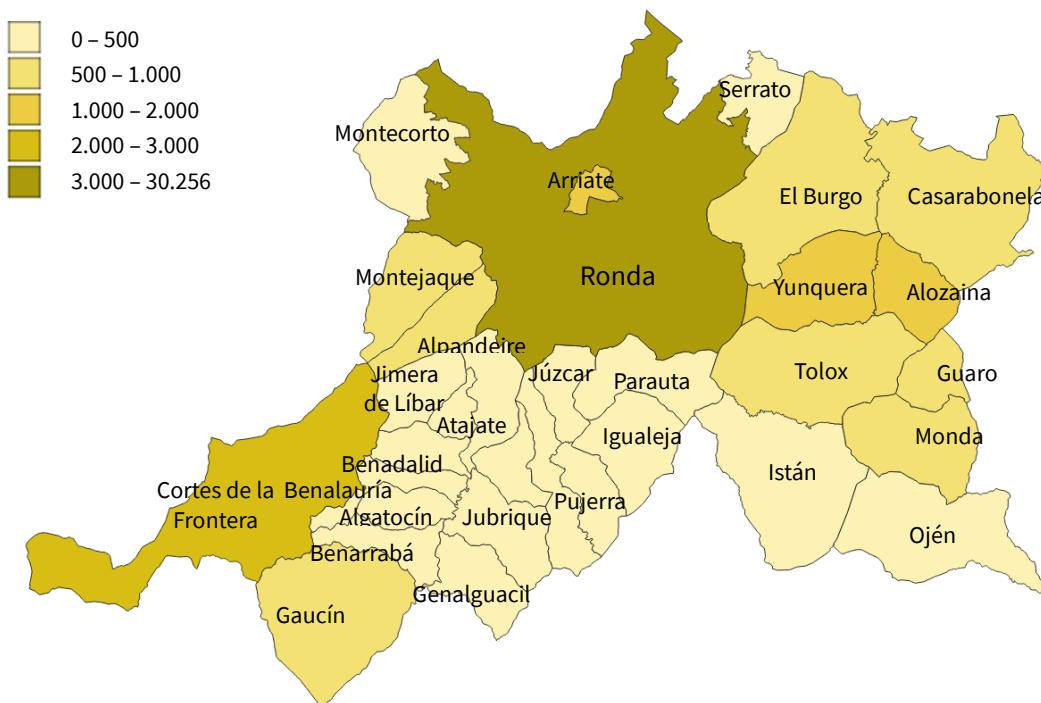 0 – 500
500 – 1.000
1.000 – 2.000
2.000 – 3.000
3.000 – 30.256
Serrato
Montecorto
Arriate
El Burgo
Casarabonela
Ronda
Montejaque
Yunquera
Alozaina
Alpandeire
Jimera
de Líbar
Júzcar
Parauta
Tolox
Guaro
Atajate
Igualeja
Monda
Benadalid
Istán
Cortes de la
Frontera
Benalauría
Algatocín
Jubrique
Pujerra
Ojén
Benarrabá
Genalguacil
Gaucín